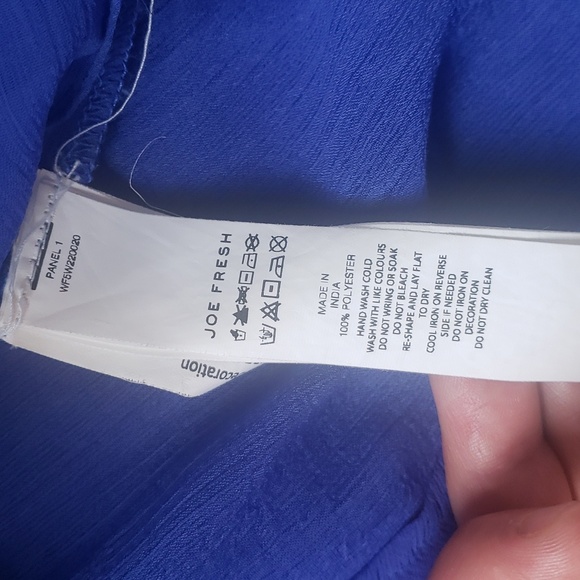 PANEL 1
WF5W220020
JOE FRESH
MADE IN
INDIA
100% POLYESTER
HAND WASH COLD
WASH WITH LIKE COLOURS
DO NOT WRING OR SOAK
DO NOT BLEACH
RE-SHAPE AND LAY FLAT
TO DRY
COOL IRON ON REVERSE
SIDE IF NEEDED
DO NOT IRON ON
DECORATION
DO NOT DRY CLEAN
ecoration